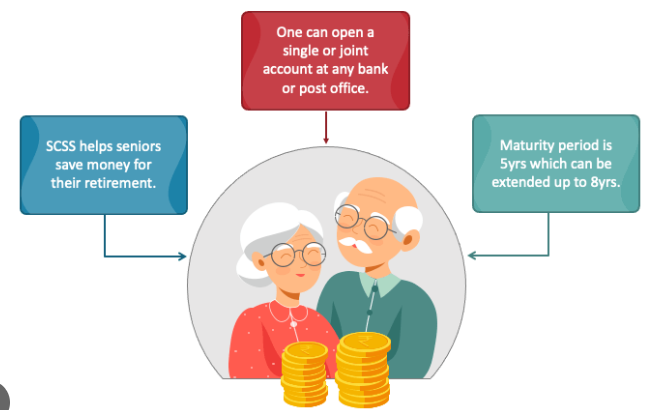 One can open a
single or joint
account at any bank
or post office.
SCSS helps seniors
save money for
their retirement.
Maturity period is
5yrs which can be
extended up to 8yrs.